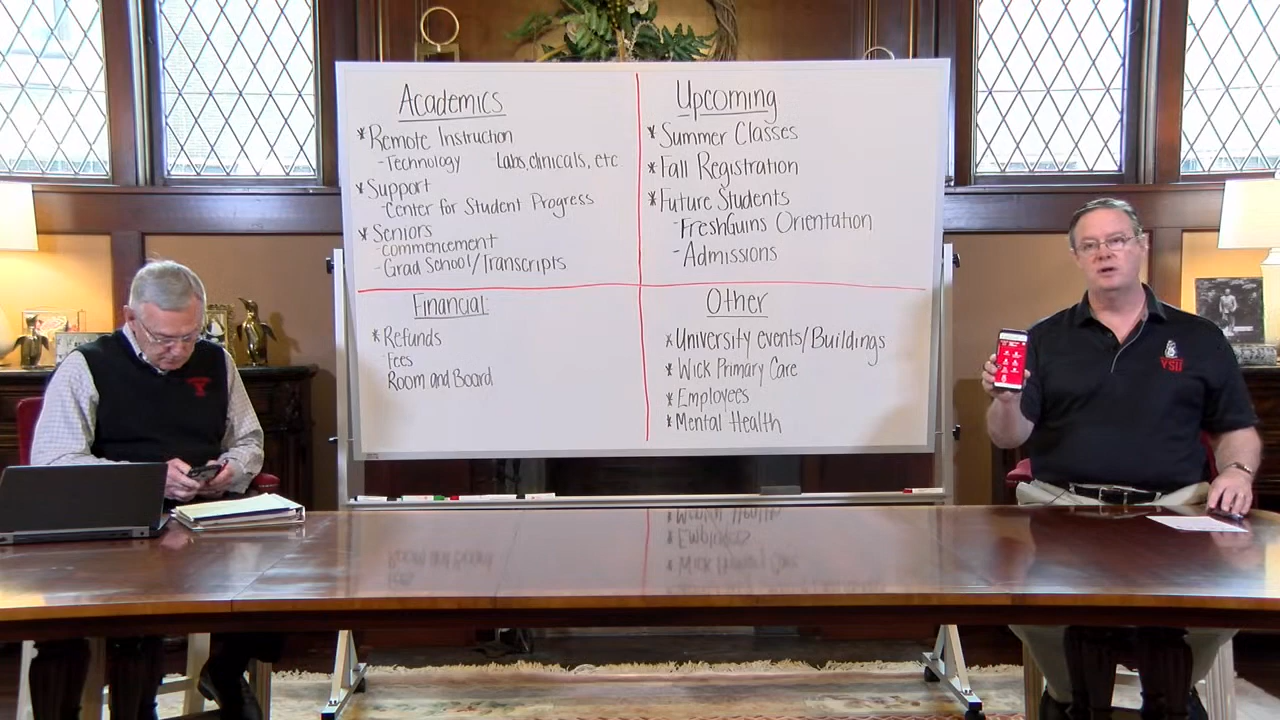 Academics
* Remote Instruction
- Technology Labs, clinicals, etc
* Support
- Center for Student Progress
* Seniors
- commencement
- Grad School/Transcripts
Upcoming
* Summer Classes
* Fall Registration
* Future Students
- FreshGuins Orientation
- Admissions
Financial
* Refunds
- Fees
Room and Board
Other
* University events/Buildings
* Wick Primary Care
* Employees
* Mental Health
YSU